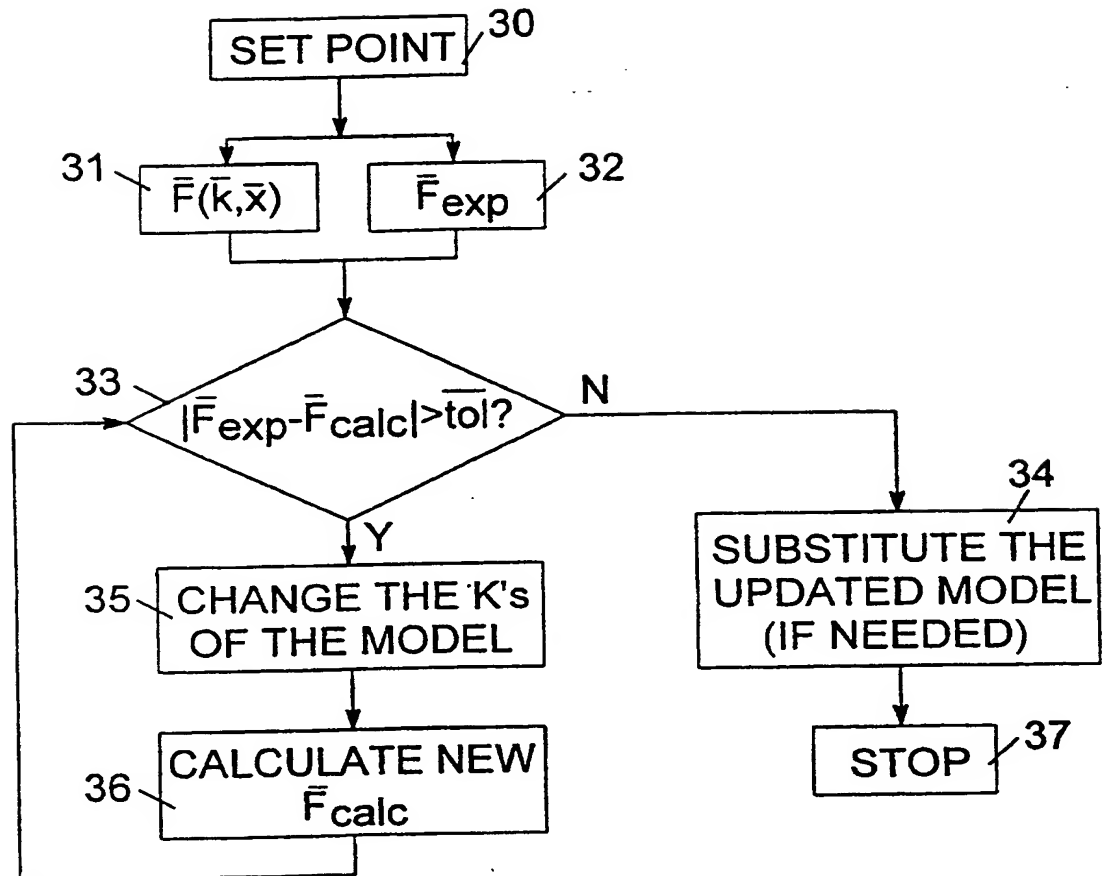 SET POINT
30
31
F̿(k̄,x̄)
F̿exp
32
33
|F̿exp-F̿calc|>t̅o̅l̅?
N
Y
34
SUBSTITUTE THE
UPDATED MODEL
(IF NEEDED)
35
CHANGE THE K's
OF THE MODEL
36
CALCULATE NEW
F̿calc
STOP
37